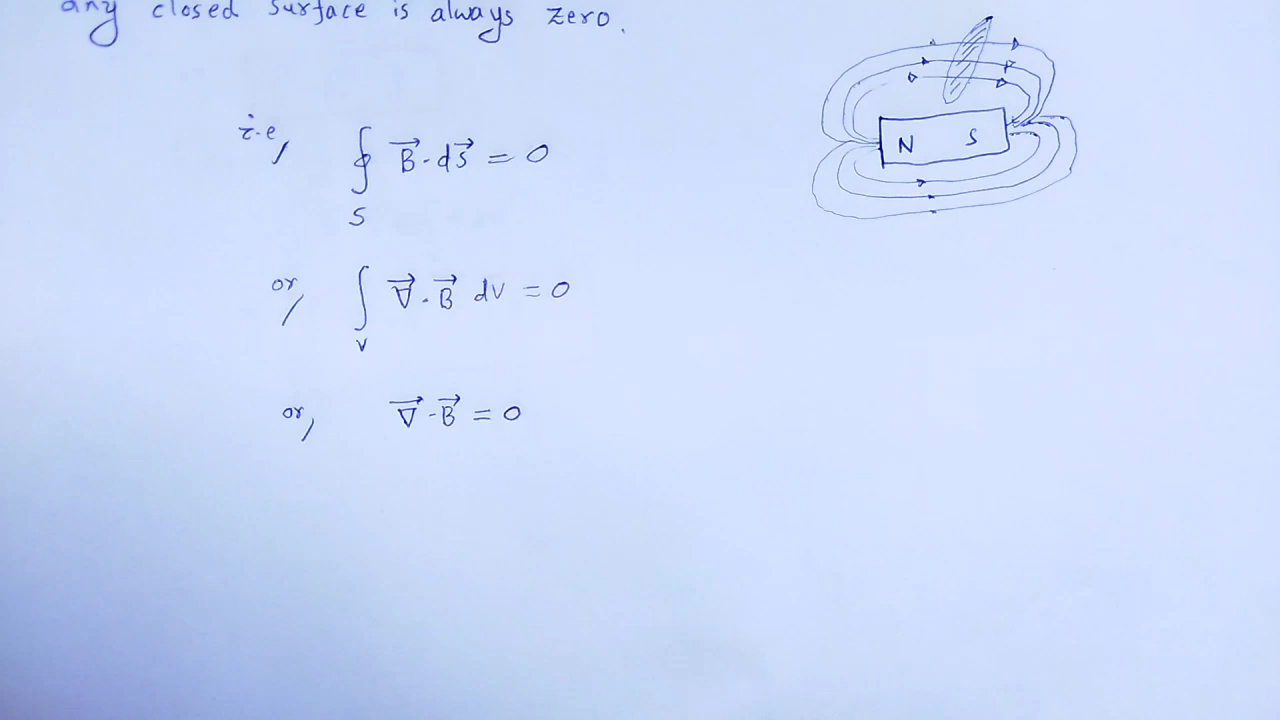 any closed surface is always zero.
i.e, ∮ B⃗·dS⃗ = 0
S
or, ∫ ∇⃗·B⃗ dv = 0
v
or, ∇⃗·B⃗ = 0
N S